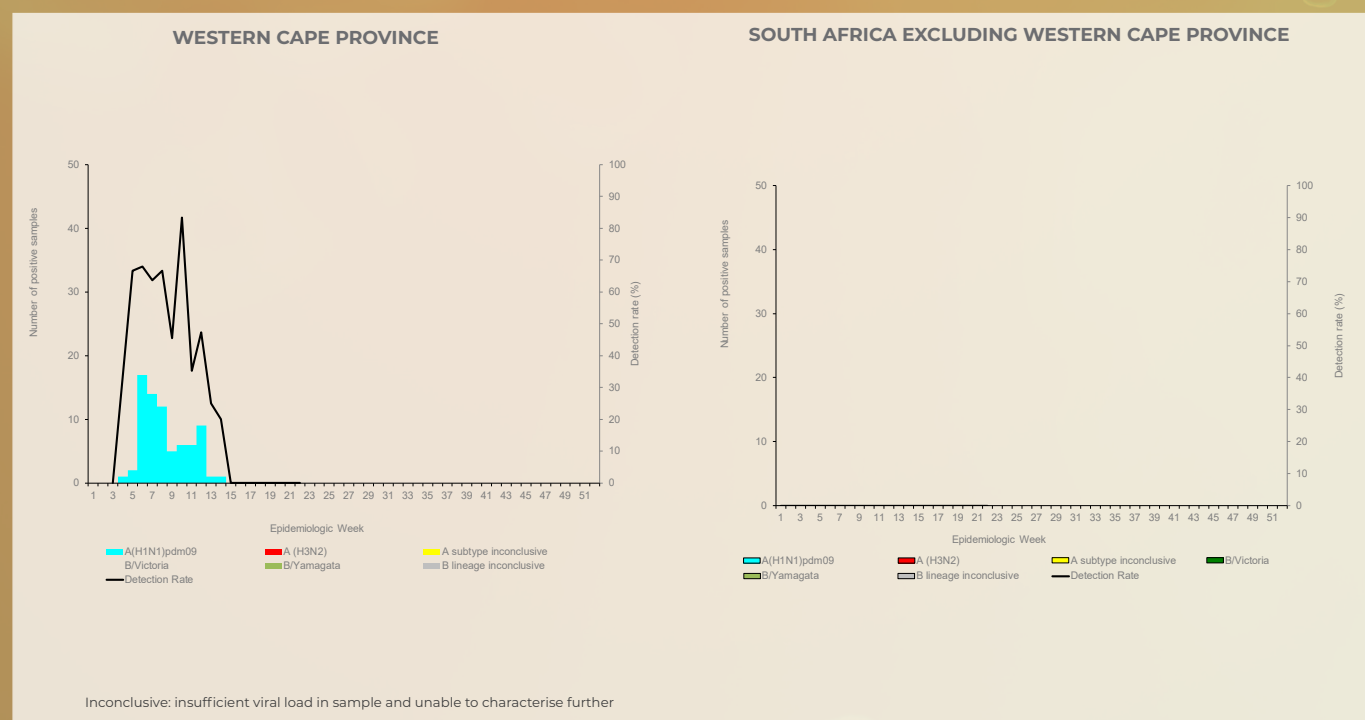 WESTERN CAPE PROVINCE
50
40
30
20
10
0
Number of positive samples
100
90
80
70
60
50
40
30
20
10
0
Detection rate (%)
1 3 5 7 9 11 13 15 17 19 21 23 25 27 29 31 33 35 37 39 41 43 45 47 49 51
Epidemiologic Week
A(H1N1)pdm09 A (H3N2) A subtype inconclusive
B/Victoria B/Yamagata B lineage inconclusive
Detection Rate
Inconclusive: insufficient viral load in sample and unable to characterise further
SOUTH AFRICA EXCLUDING WESTERN CAPE PROVINCE
50
40
30
20
10
0
Number of positive samples
100
90
80
70
60
50
40
30
20
10
0
Detection rate (%)
1 3 5 7 9 11 13 15 17 19 21 23 25 27 29 31 33 35 37 39 41 43 45 47 49 51
Epidemiologic Week
A(H1N1)pdm09 A (H3N2) A subtype inconclusive B/Victoria
B/Yamagata B lineage inconclusive Detection Rate